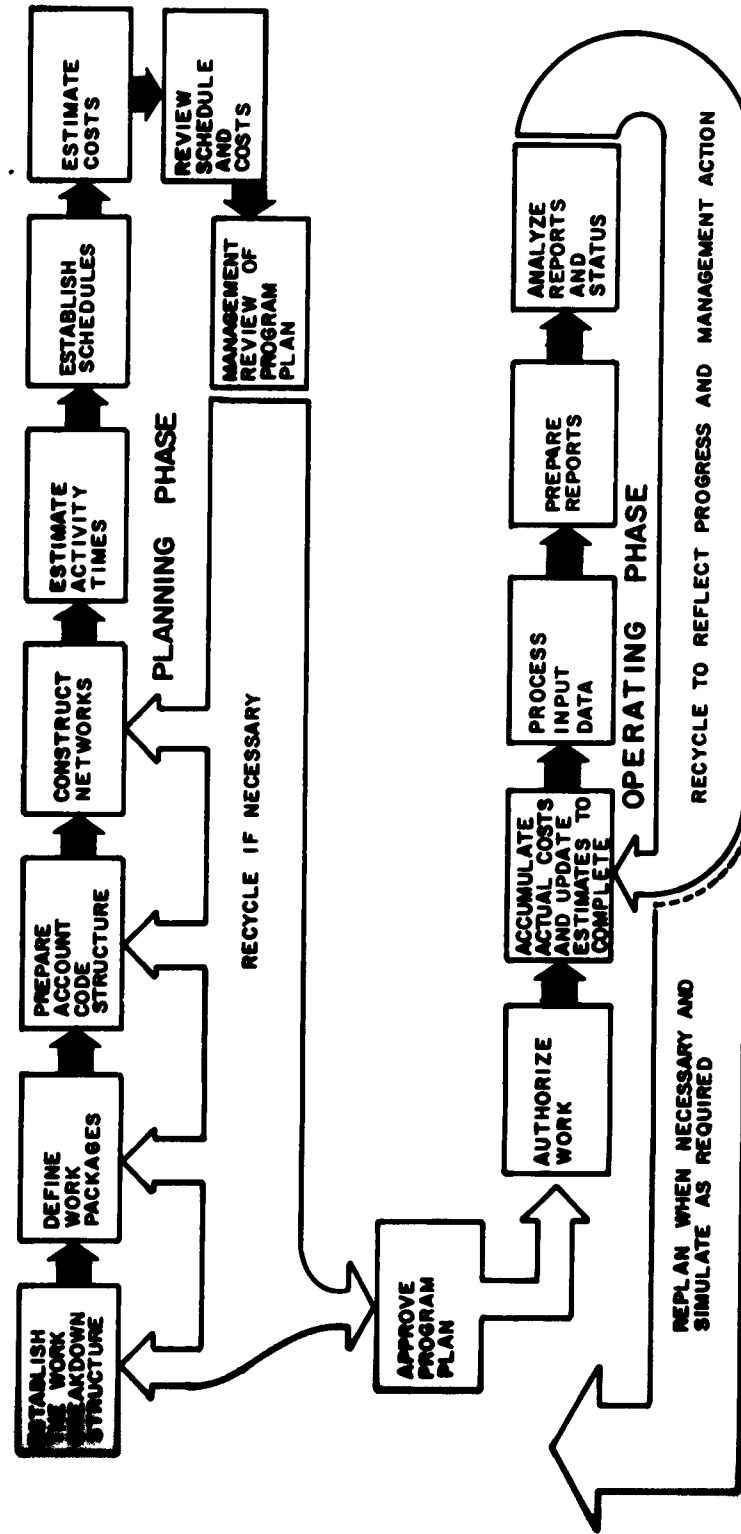 ESTABLISH
THE WORK
BREAKDOWN
STRUCTURE
DEFINE
WORK
PACKAGES
PREPARE
ACCOUNT
CODE
STRUCTURE
CONSTRUCT
NETWORKS
ESTIMATE
ACTIVITY
TIMES
ESTABLISH
SCHEDULES
ESTIMATE
COSTS
REVIEW
SCHEDULE
AND
COSTS
MANAGEMENT
REVIEW OF
PROGRAM
PLAN
PLANNING PHASE
RECYCLE IF NECESSARY
APPROVE
PROGRAM
PLAN
AUTHORIZE
WORK
ACCUMULATE
ACTUAL COSTS
AND UPDATE
ESTIMATES TO
COMPLETE
PROCESS
INPUT
DATA
PREPARE
REPORTS
ANALYZE
REPORTS
AND
STATUS
OPERATING PHASE
RECYCLE TO REFLECT PROGRESS AND MANAGEMENT ACTION
REPLAN WHEN NECESSARY AND
SIMULATE AS REQUIRED